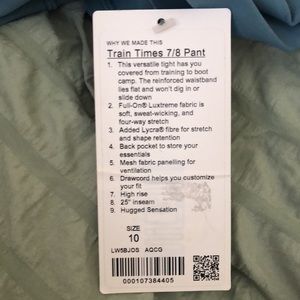 WHY WE MADE THIS
Train Times 7/8 Pant
1. This versatile tight has you
covered from training to boot
camp. The reinforced waistband
lies flat and won't dig in or
slide down
2. Full-On® Luxtreme fabric is
soft, sweat-wicking, and
four-way stretch
3. Added Lycra® fibre for stretch
and shape retention
4. Back pocket to store your
essentials
5. Mesh fabric panelling for
ventilation
6. Drawcord helps you customize
your fit
7. High rise
8. 25" inseam
9. Hugged Sensation
SIZE
10
LW5BJOS AQCG
000107384405